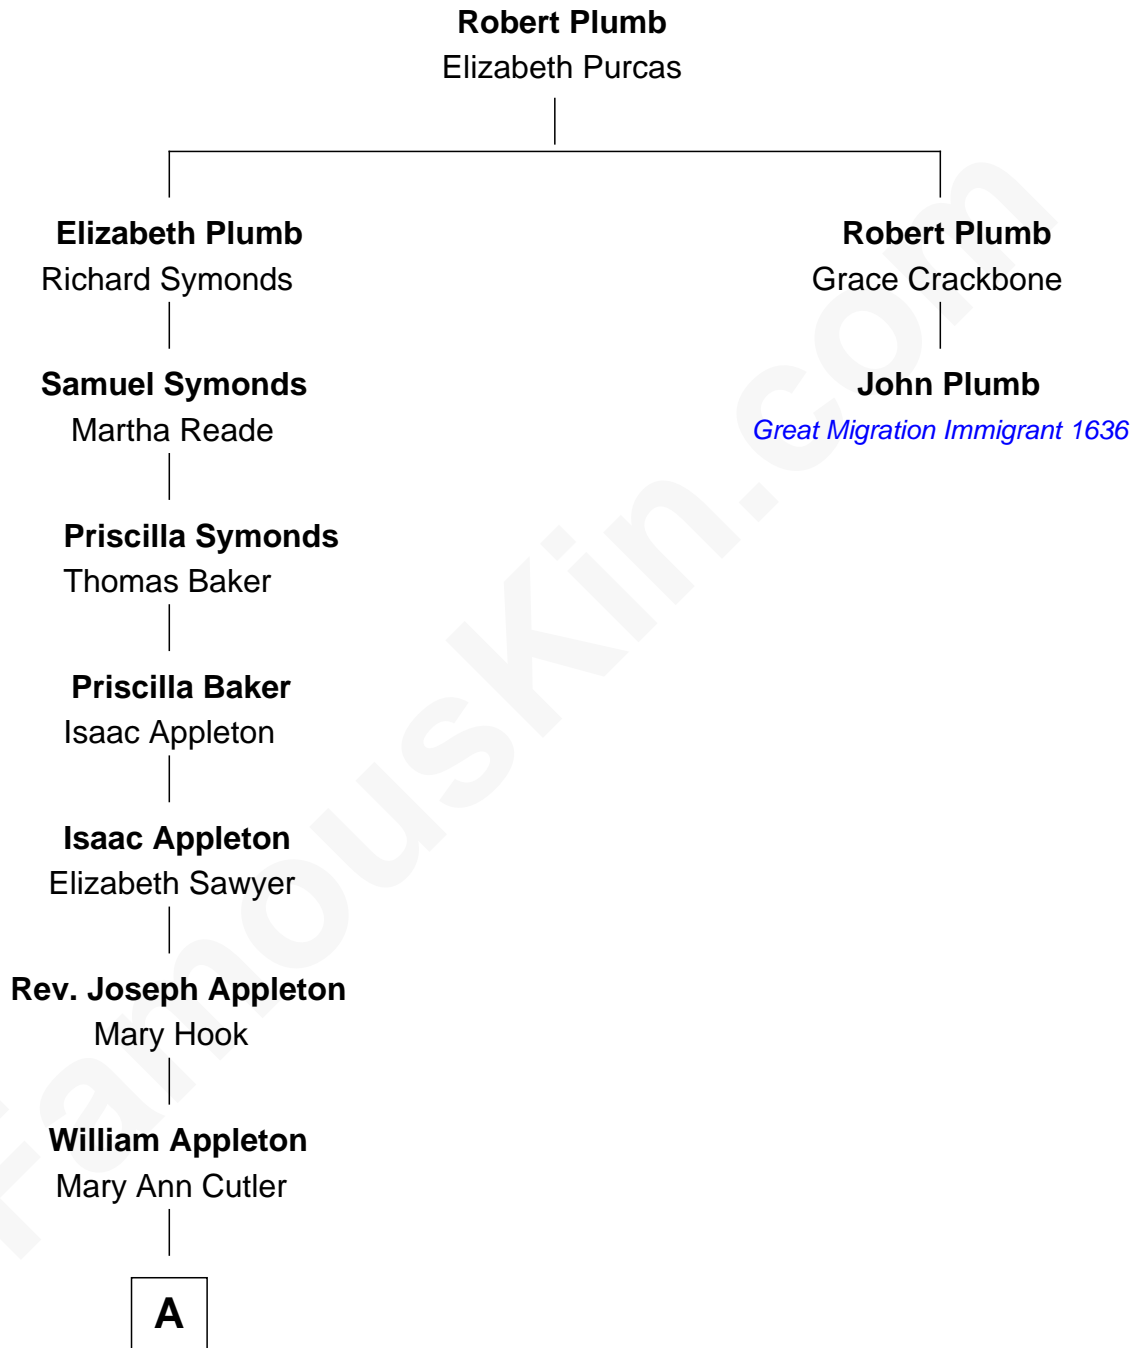 Robert Plumb
Elizabeth Purcas
Elizabeth Plumb
Richard Symonds
Robert Plumb
Grace Crackbone
Samuel Symonds
Martha Reade
John Plumb
Great Migration Immigrant 1636
Priscilla Symonds
Thomas Baker
Priscilla Baker
Isaac Appleton
Isaac Appleton
Elizabeth Sawyer
Rev. Joseph Appleton
Mary Hook
William Appleton
Mary Ann Cutler
A
FamousKin.com